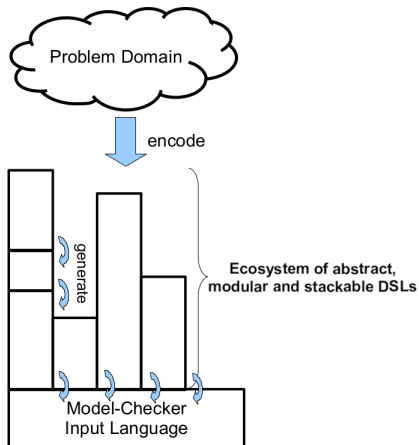 Problem Domain
encode
generate
Ecosystem of abstract,
modular and stackable DSLs
Model-Checker
Input Language